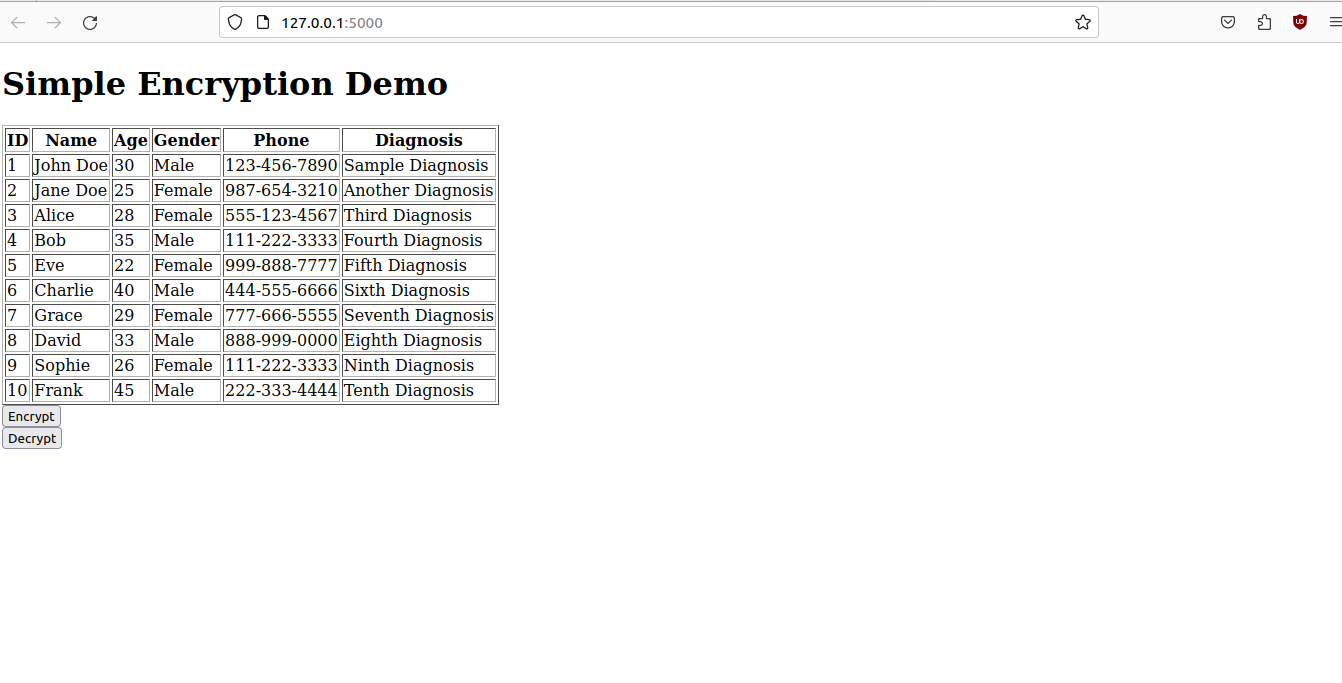 127.0.0.1:5000
Simple Encryption Demo
ID Name Age Gender Phone Diagnosis
1 John Doe 30 Male 123-456-7890 Sample Diagnosis
2 Jane Doe 25 Female 987-654-3210 Another Diagnosis
3 Alice 28 Female 555-123-4567 Third Diagnosis
4 Bob 35 Male 111-222-3333 Fourth Diagnosis
5 Eve 22 Female 999-888-7777 Fifth Diagnosis
6 Charlie 40 Male 444-555-6666 Sixth Diagnosis
7 Grace 29 Female 777-666-5555 Seventh Diagnosis
8 David 33 Male 888-999-0000 Eighth Diagnosis
9 Sophie 26 Female 111-222-3333 Ninth Diagnosis
10 Frank 45 Male 222-333-4444 Tenth Diagnosis
Encrypt
Decrypt